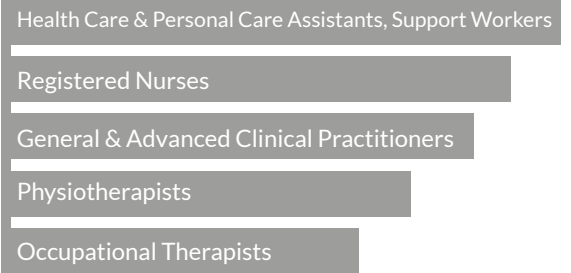 Health Care & Personal Care Assistants, Support Workers
Registered Nurses
General & Advanced Clinical Practitioners
Physiotherapists
Occupational Therapists